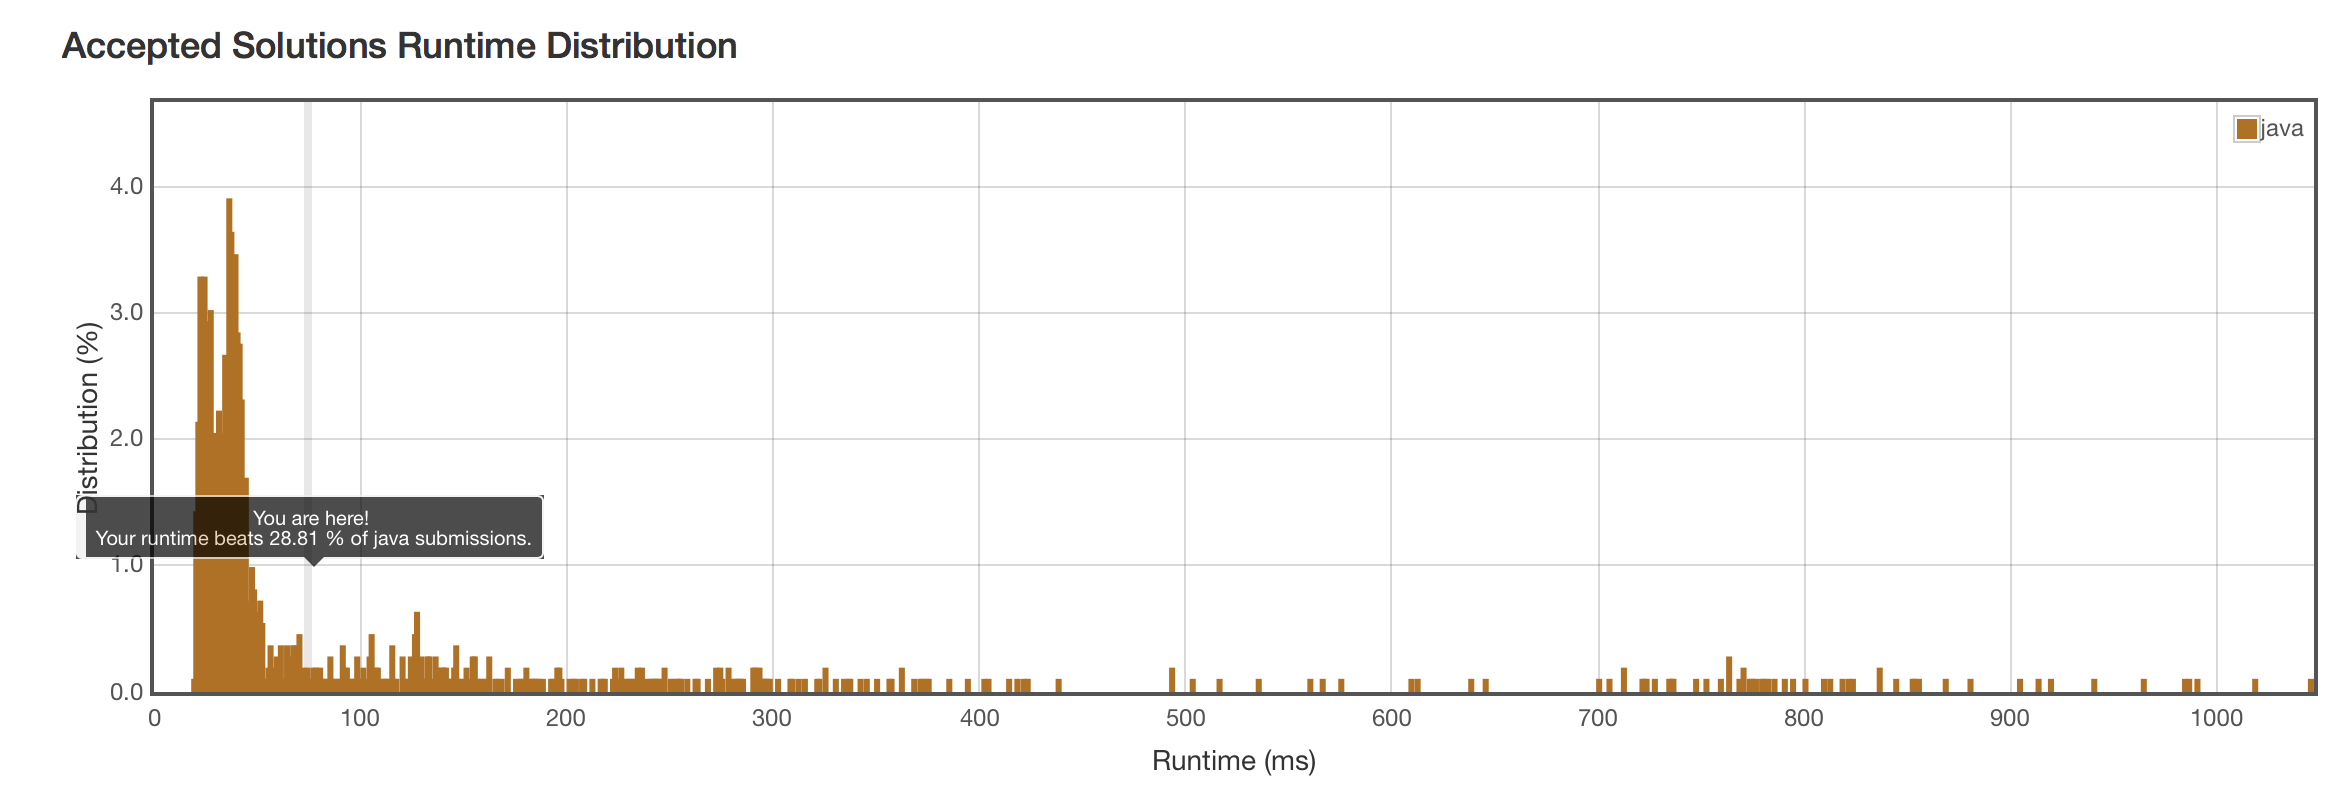 Accepted Solutions Runtime Distribution
java
4.0
3.0
2.0
1.0
0.0
Distribution (%)
You are here!
Your runtime beats 28.81 % of java submissions.
0 100 200 300 400 500 600 700 800 900 1000
Runtime (ms)